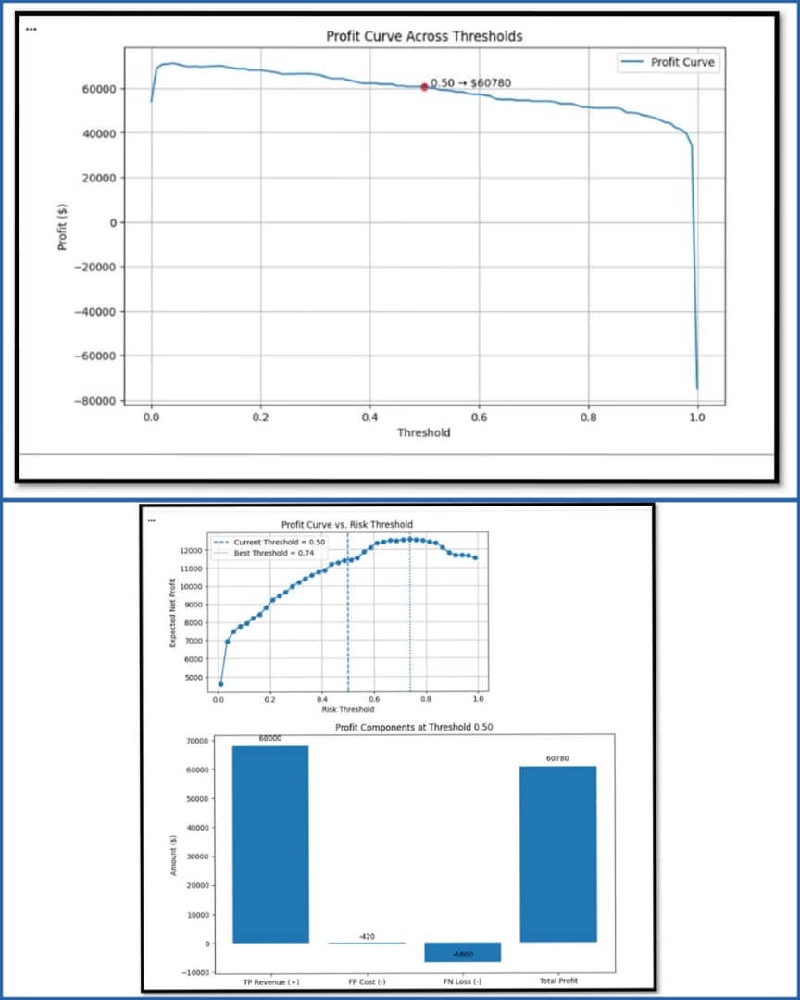 ...
Profit Curve Across Thresholds
Profit Curve
0.50 → $60780
60000
40000
20000
0
−20000
−40000
−60000
−80000
Profit ($)
0.0 0.2 0.4 0.6 0.8 1.0
Threshold
...
Profit Curve vs. Risk Threshold
Current Threshold = 0.50
Best Threshold = 0.74
12000
11000
10000
9000
8000
7000
6000
5000
Expected Net Profit
0.0 0.2 0.4 0.6 0.8 1.0
Risk Threshold
Profit Components at Threshold 0.50
70000
60000
50000
40000
30000
20000
10000
0
−10000
Amount ($)
68000
-420
-6800
60780
TP Revenue (+) FP Cost (-) FN Loss (-) Total Profit